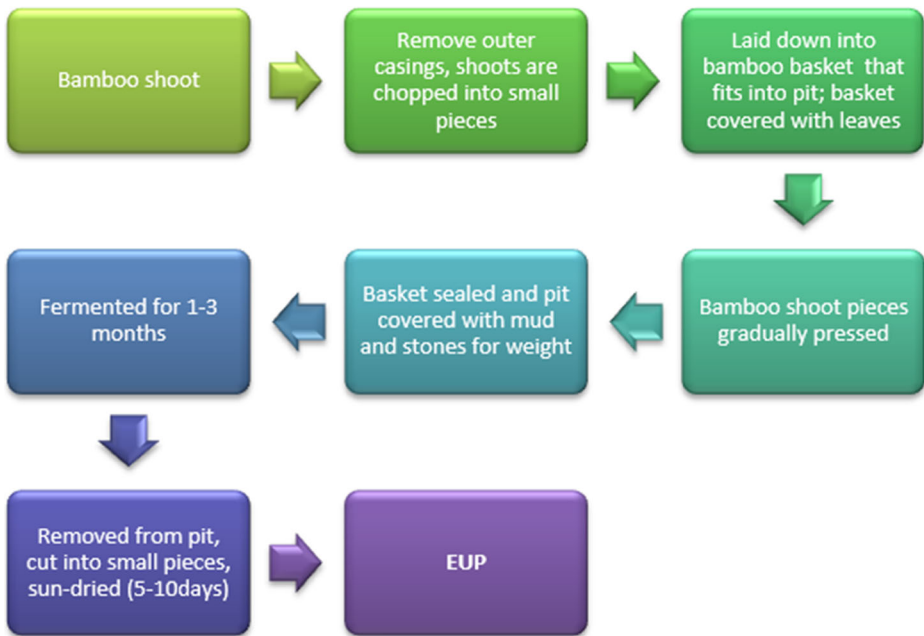 Bamboo shoot
Remove outer
casings, shoots are
chopped into small
pieces
Laid down into
bamboo basket that
fits into pit; basket
covered with leaves
Bamboo shoot pieces
gradually pressed
Basket sealed and pit
covered with mud
and stones for weight
Fermented for 1-3
months
Removed from pit,
cut into small pieces,
sun-dried (5-10days)
EUP